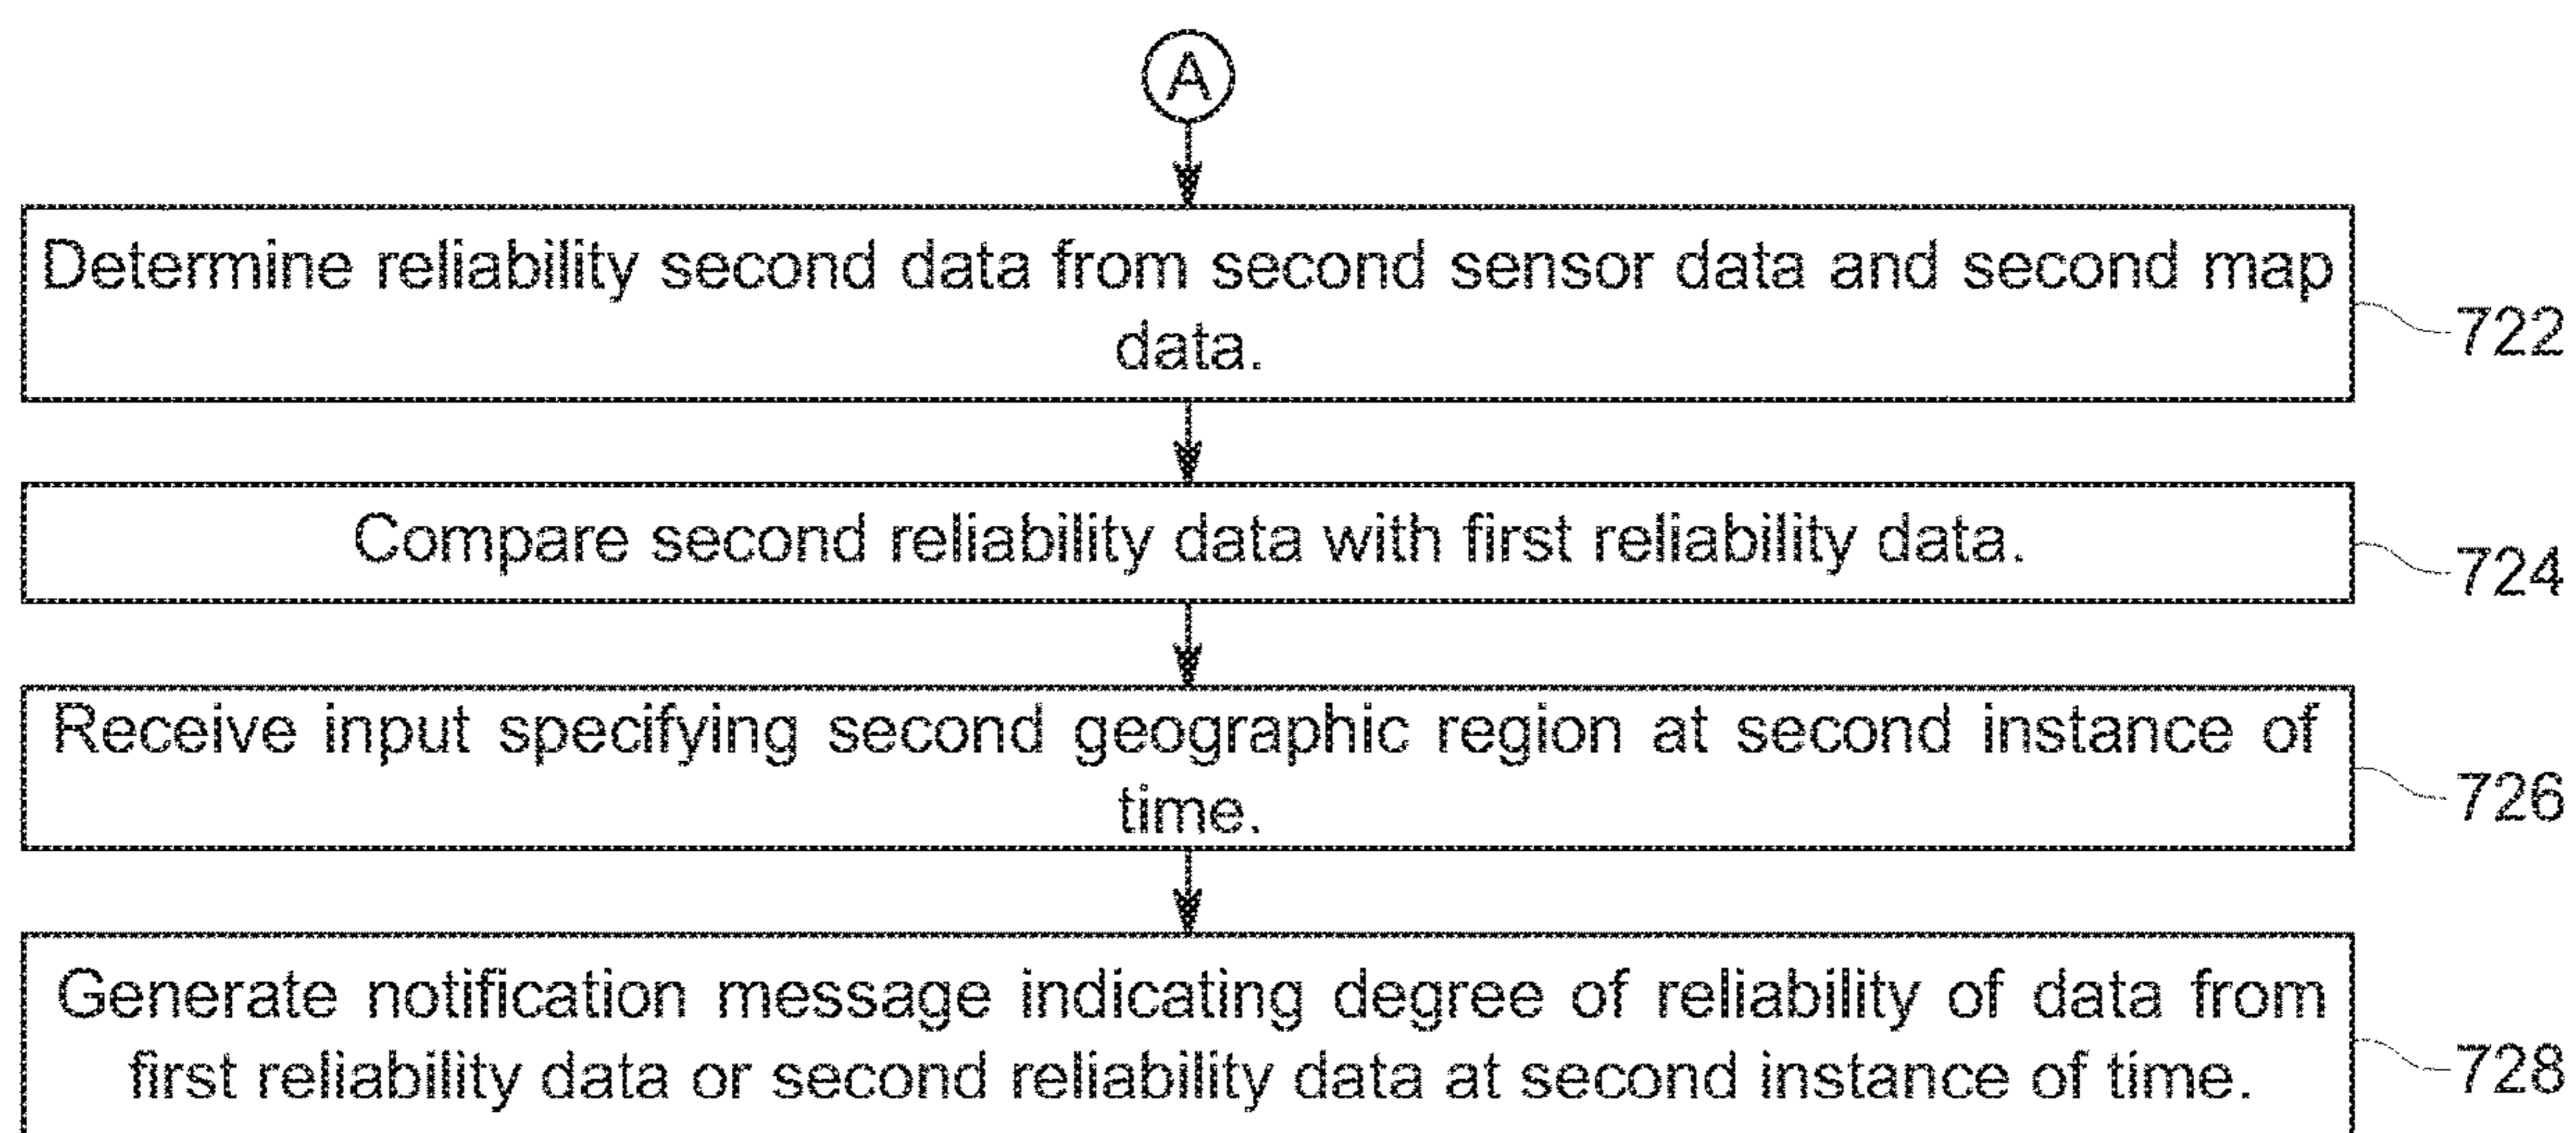 A
Determine reliability second data from second sensor data and second map
data.
722
Compare second reliability data with first reliability data.
724
Receive input specifying second geographic region at second instance of
time.
726
Generate notification message indicating degree of reliability of data from
first reliability data or second reliability data at second instance of time.
728